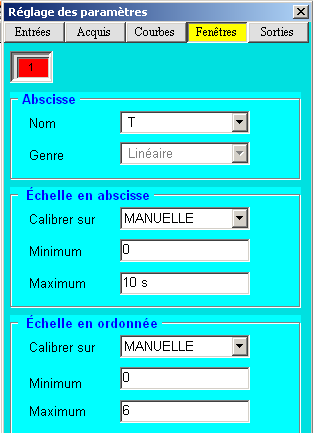 Réglage des paramètres
Entrées Acquis Courbes Fenêtres Sorties
1
Abscisse
Nom T
Genre Linéaire
Échelle en abscisse
Calibrer sur MANUELLE
Minimum 0
Maximum 10 s
Échelle en ordonnée
Calibrer sur MANUELLE
Minimum 0
Maximum 6